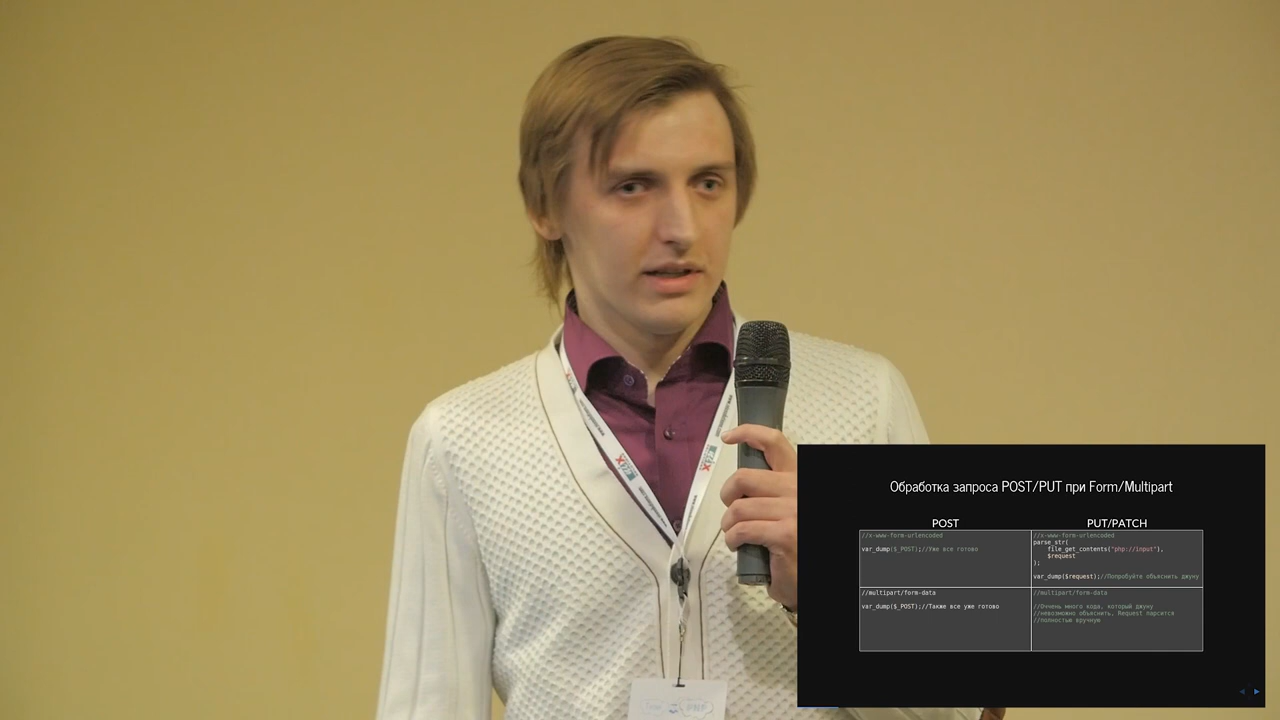 Обработка запроса POST/PUT при Form/Multipart
POST
PUT/PATCH
//x-www-form-urlencoded
var_dump($_POST);//Уже все готово
//x-www-form-urlencoded
parse_str(
file_get_contents("php://input"),
$request
);
var_dump($request);//Попробуйте объяснить джуну
//multipart/form-data
var_dump($_POST);//Также все уже готово
//multipart/form-data
//Оччень много кода, который джуну
//невозможно объяснить, Request парсится
//полностью вручную